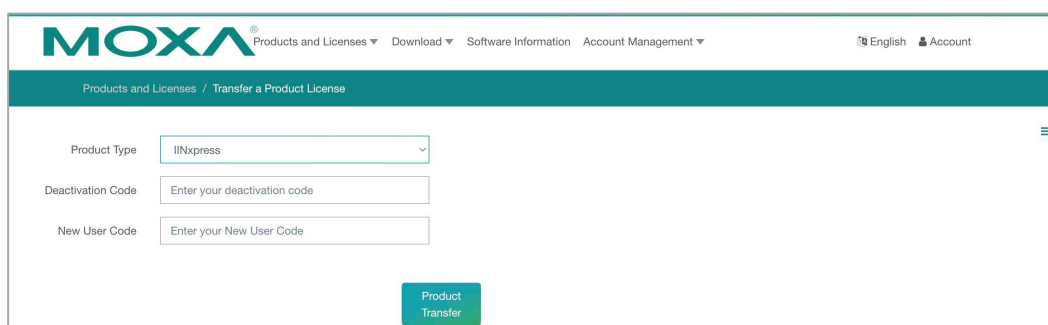 MOXA®
Products and Licenses Download Software Information Account Management English Account
Products and Licenses / Transfer a Product License
Product Type IINxpress
Deactivation Code Enter your deactivation code
New User Code Enter your New User Code
Product
Transfer